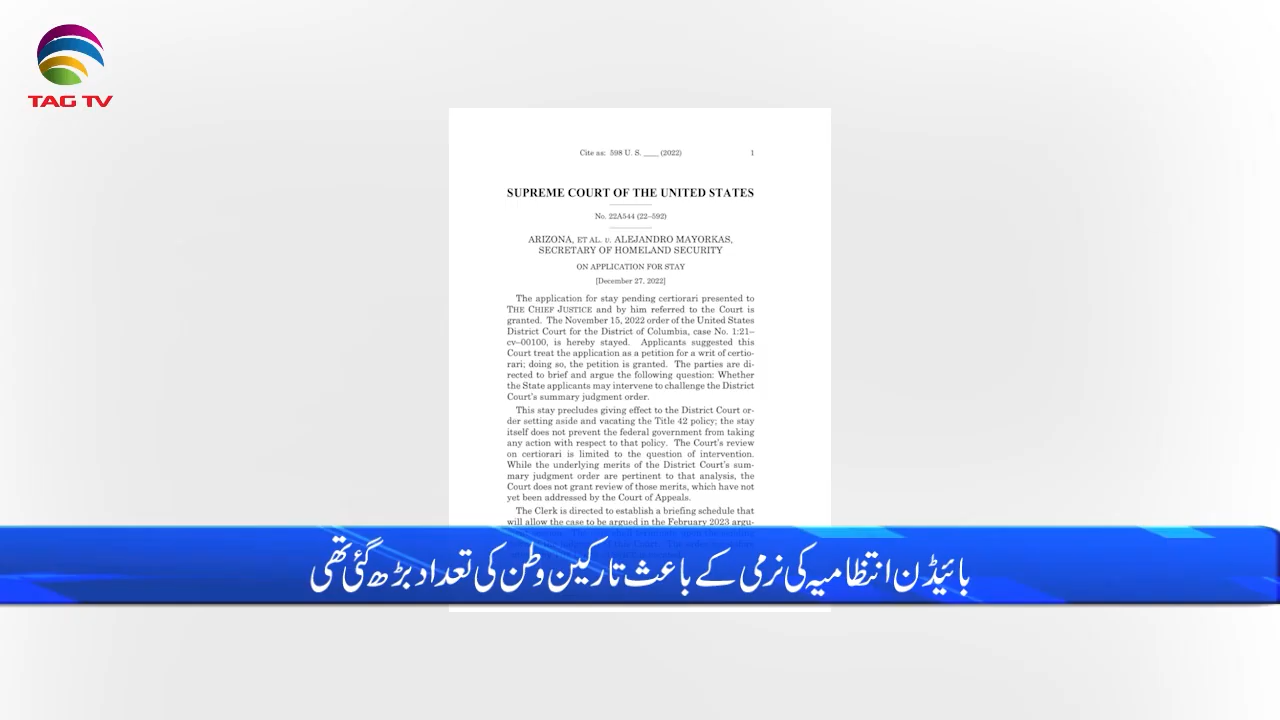 TAG TV
Cite as: 598 U. S. ____ (2022) 1
SUPREME COURT OF THE UNITED STATES
No. 22A544 (22–592)
ARIZONA, ET AL. v. ALEJANDRO MAYORKAS,
SECRETARY OF HOMELAND SECURITY
ON APPLICATION FOR STAY
[December 27, 2022]
The application for stay pending certiorari presented to
THE CHIEF JUSTICE and by him referred to the Court is
granted. The November 15, 2022 order of the United States
District Court for the District of Columbia, case No. 1:21–
cv–00100, is hereby stayed. Applicants suggested this
Court treat the application as a petition for a writ of certio-
rari; doing so, the petition is granted. The parties are di-
rected to brief and argue the following question: Whether
the State applicants may intervene to challenge the District
Court's summary judgment order.
This stay precludes giving effect to the District Court or-
der setting aside and vacating the Title 42 policy; the stay
itself does not prevent the federal government from taking
any action with respect to that policy. The Court's review
on certiorari is limited to the question of intervention.
While the underlying merits of the District Court's sum-
mary judgment order are pertinent to that analysis, the
Court does not grant review of those merits, which have not
yet been addressed by the Court of Appeals.
The Clerk is directed to establish a briefing schedule that
will allow the case to be argued in the February 2023 argu-
بائیڈن انتظامیہ کی نرمی کے باعث تارکین وطن کی تعداد بڑھ گئی تھی